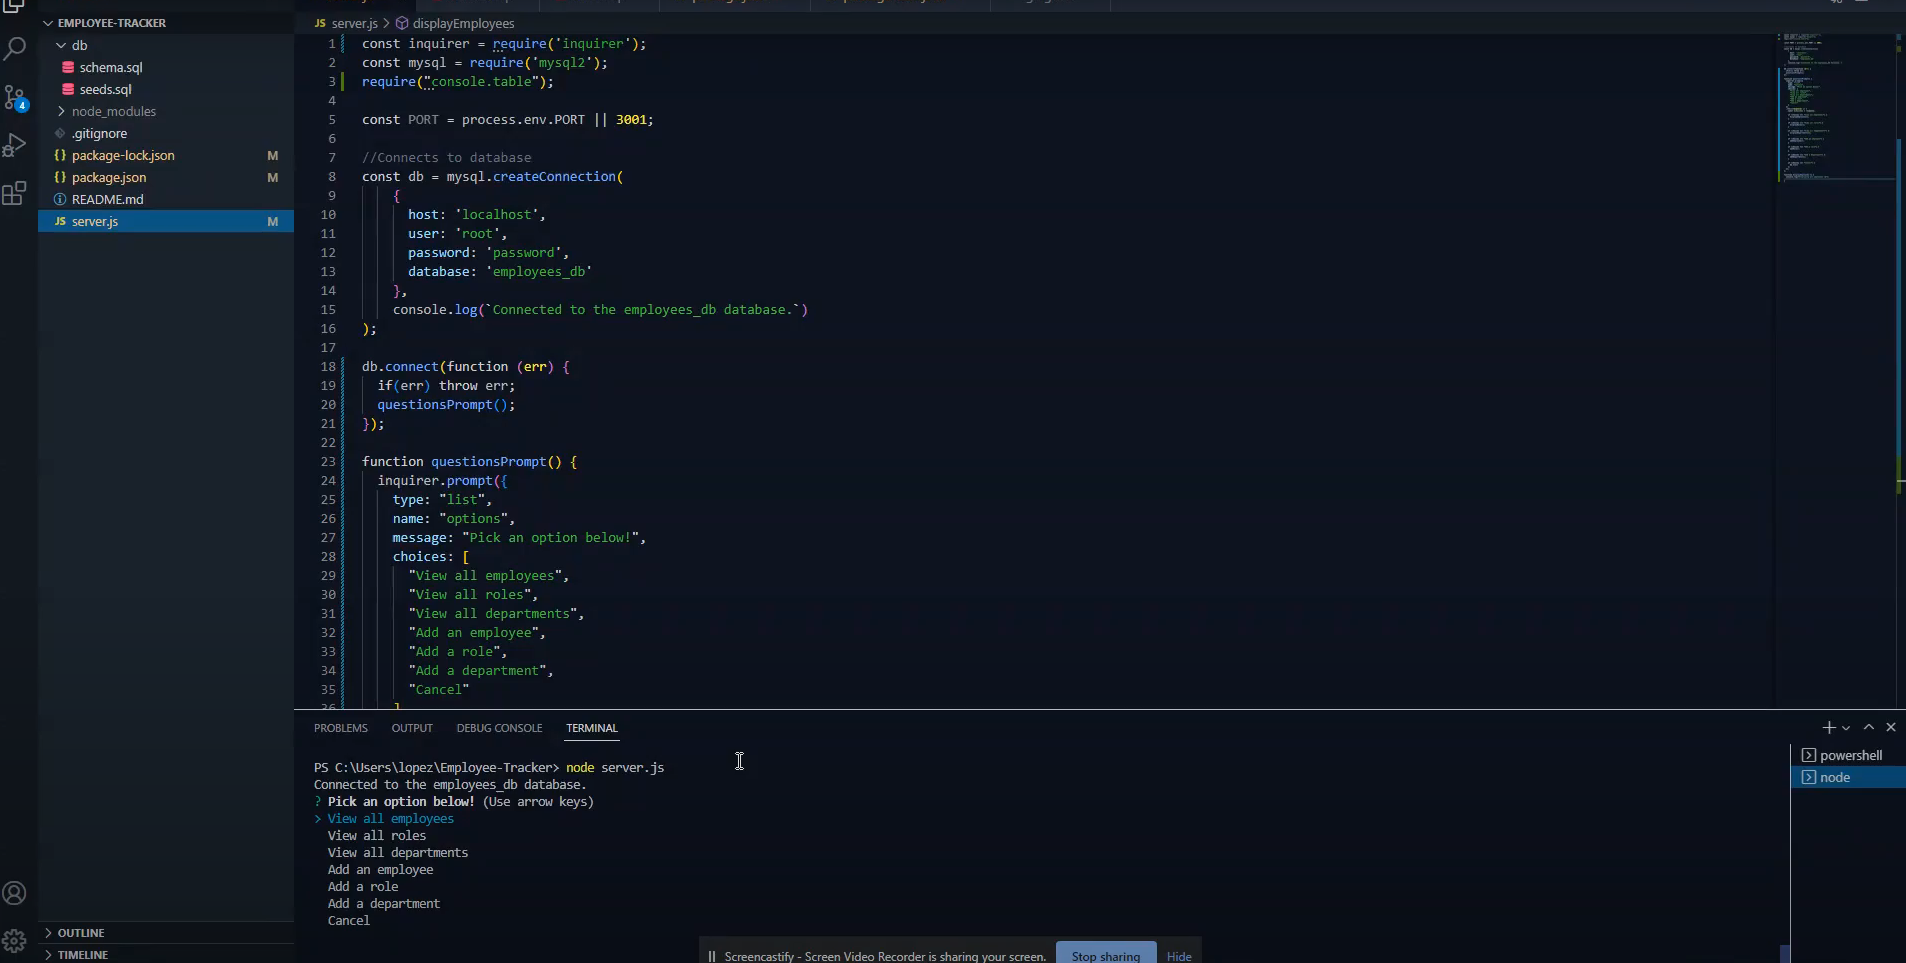 EMPLOYEE-TRACKER
db
schema.sql
seeds.sql
node_modules
.gitignore
package-lock.json M
package.json M
README.md
JS server.js M
OUTLINE
TIMELINE
4
JS server.js > displayEmployees
1 const inquirer = require('inquirer');
2 const mysql = require('mysql2');
3 require("console.table");
4
5 const PORT = process.env.PORT || 3001;
6
7 //Connects to database
8 const db = mysql.createConnection(
9 {
10 host: 'localhost',
11 user: 'root',
12 password: 'password',
13 database: 'employees_db'
14 },
15 console.log(`Connected to the employees_db database.`)
16 );
17
18 db.connect(function (err) {
19 if(err) throw err;
20 questionsPrompt();
21 });
22
23 function questionsPrompt() {
24 inquirer.prompt({
25 type: "list",
26 name: "options",
27 message: "Pick an option below!",
28 choices: [
29 "View all employees",
30 "View all roles",
31 "View all departments",
32 "Add an employee",
33 "Add a role",
34 "Add a department",
35 "Cancel"
36 ]
PROBLEMS OUTPUT DEBUG CONSOLE TERMINAL
PS C:\Users\lopez\Employee-Tracker> node server.js
Connected to the employees_db database.
? Pick an option below! (Use arrow keys)
> View all employees
View all roles
View all departments
Add an employee
Add a role
Add a department
Cancel
powershell
node
Screencastify - Screen Video Recorder is sharing your screen. Stop sharing Hide